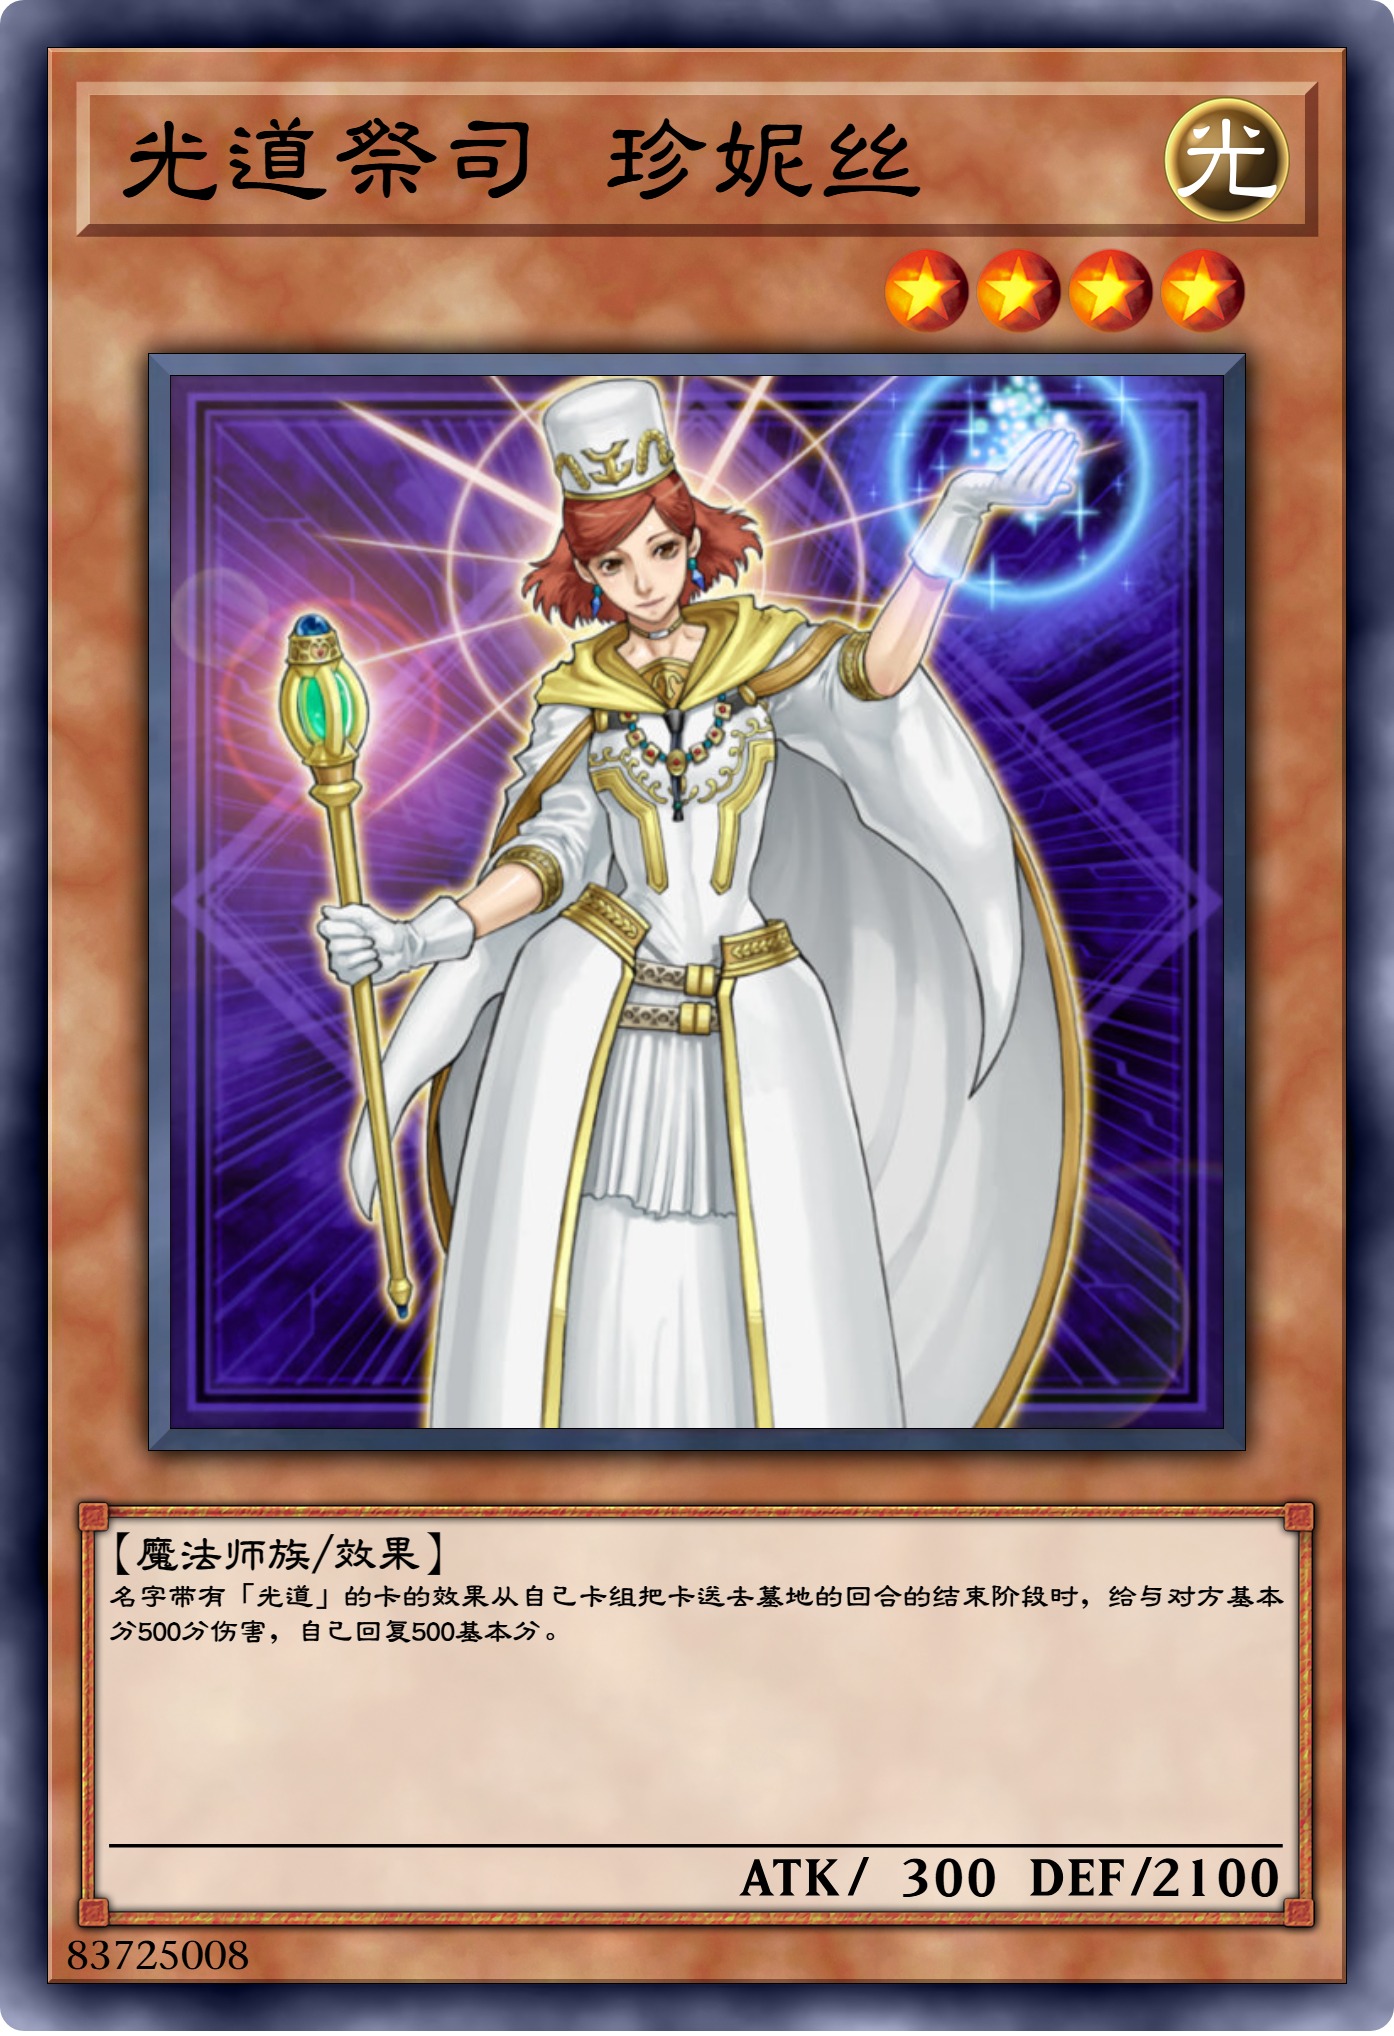 光道祭司 珍妮丝
光
【魔法师族/效果】
名字带有「光道」的卡的效果从自己卡组把卡送去墓地的回合的结束阶段时，给与对方基本
分500分伤害，自己回复500基本分。
ATK/ 300 DEF/2100
83725008